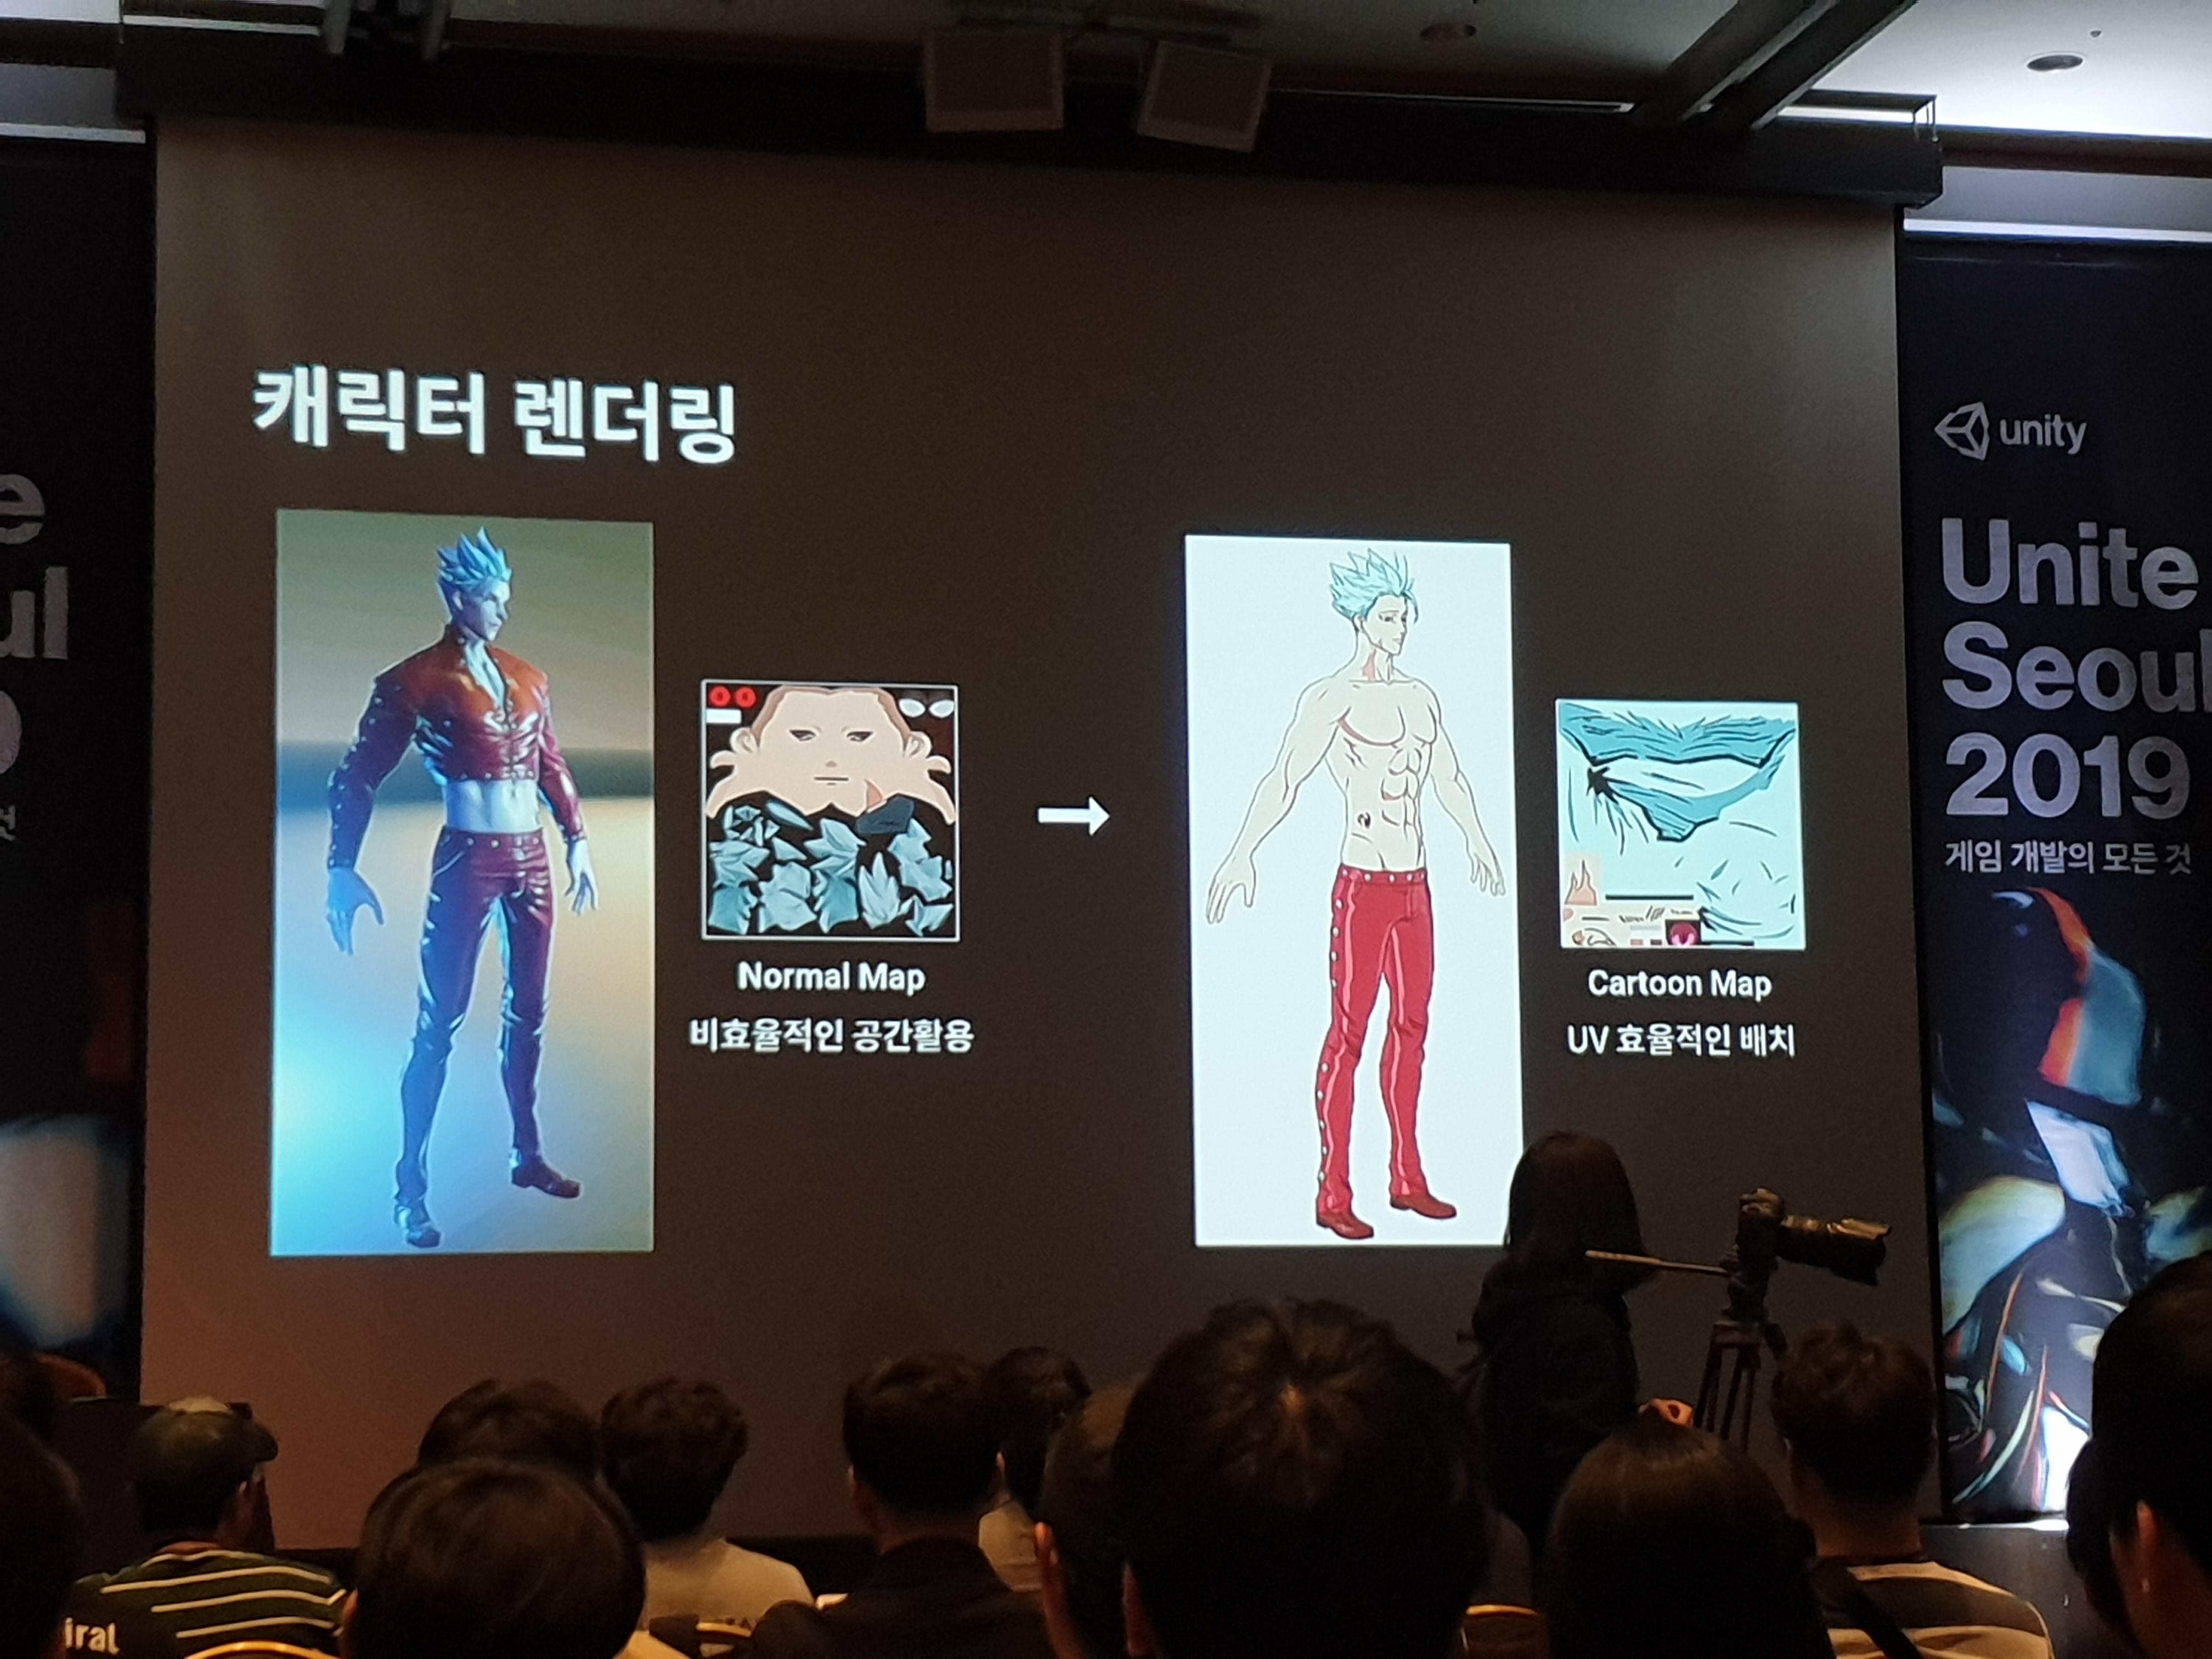 캐릭터 렌더링
Normal Map
비효율적인 공간활용
Cartoon Map
UV 효율적인 배치
unity
Unite
Seoul
2019
게임 개발의 모든 것
e
ul
것
iral